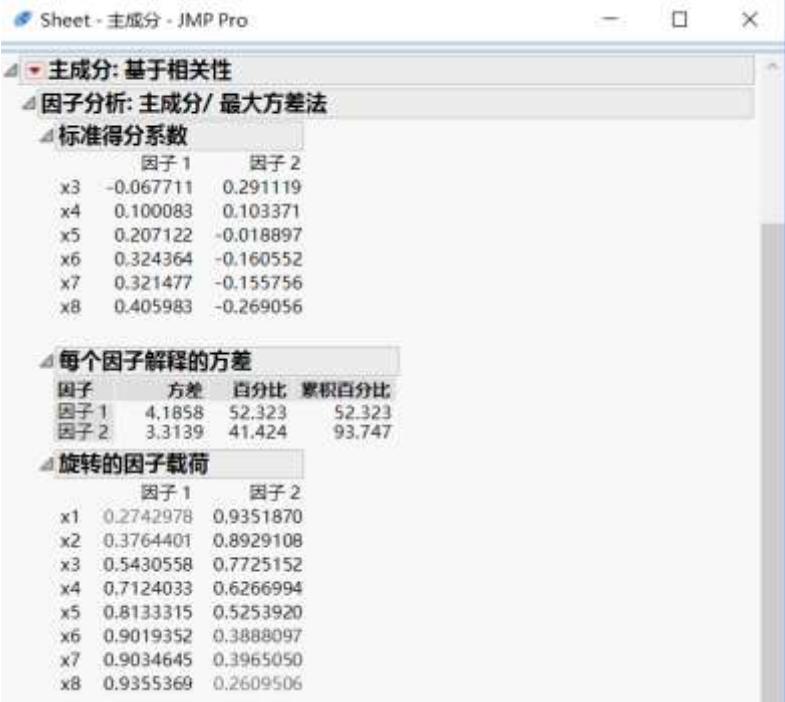 Sheet - 主成分 - JMP Pro
主成分: 基于相关性
因子分析: 主成分/ 最大方差法
标准得分系数
因子 1 因子 2
x3 -0.067711 0.291119
x4 0.100083 0.103371
x5 0.207122 -0.018897
x6 0.324364 -0.160552
x7 0.321477 -0.155756
x8 0.405983 -0.269056
每个因子解释的方差
因子 方差 百分比 累积百分比
因子 1 4.1858 52.323 52.323
因子 2 3.3139 41.424 93.747
旋转的因子载荷
因子 1 因子 2
x1 0.2742978 0.9351870
x2 0.3764401 0.8929108
x3 0.5430558 0.7725152
x4 0.7124033 0.6266994
x5 0.8133315 0.5253920
x6 0.9019352 0.3888097
x7 0.9034645 0.3965050
x8 0.9355369 0.2609506